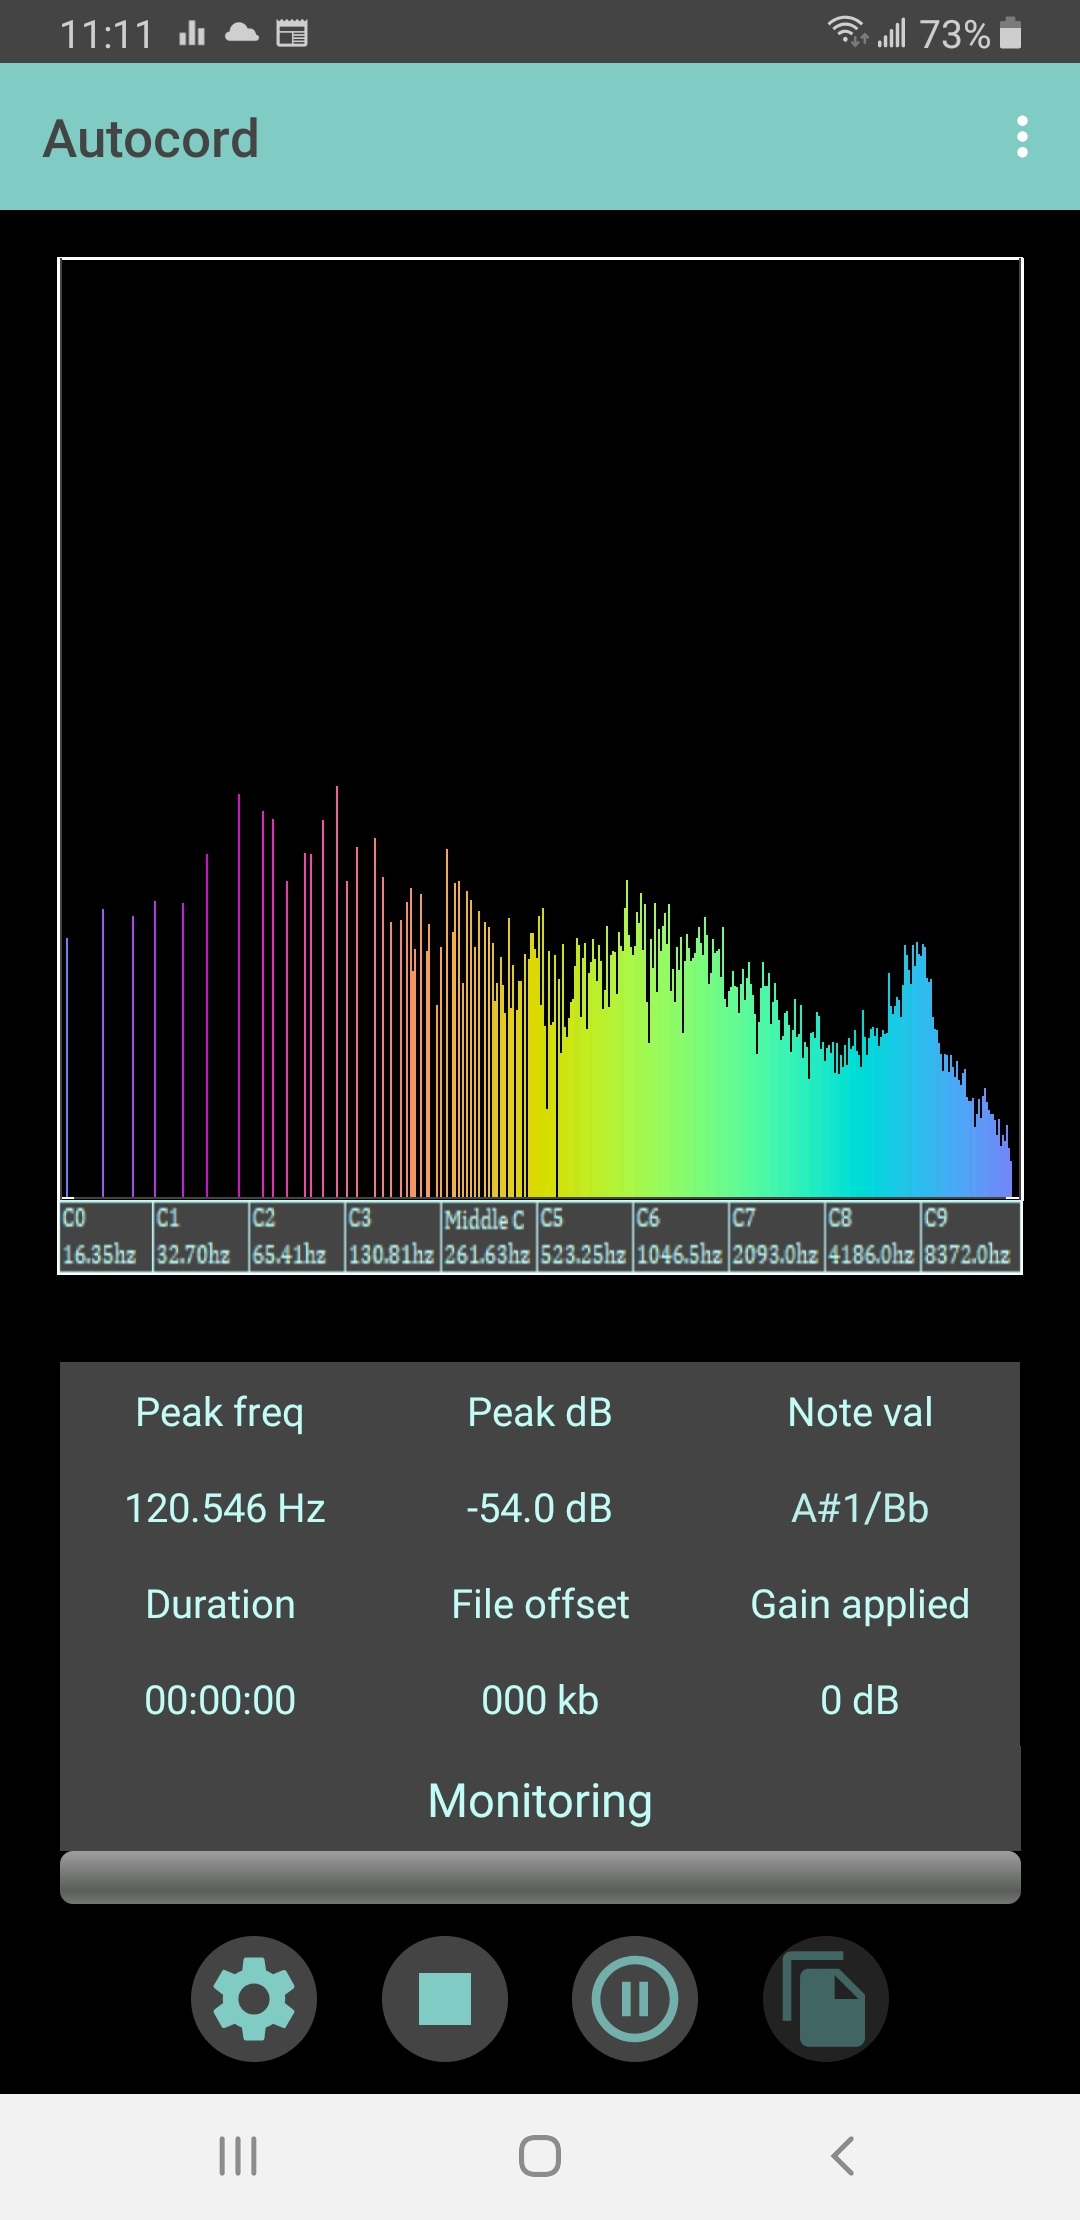 11:11 73%
Autocord
C0 C1 C2 C3 Middle C C5 C6 C7 C8 C9
16.35hz 32.70hz 65.41hz 130.81hz 261.63hz 523.25hz 1046.5hz 2093.0hz 4186.0hz 8372.0hz
Peak freq Peak dB Note val
120.546 Hz -54.0 dB A#1/Bb
Duration File offset Gain applied
00:00:00 000 kb 0 dB
Monitoring